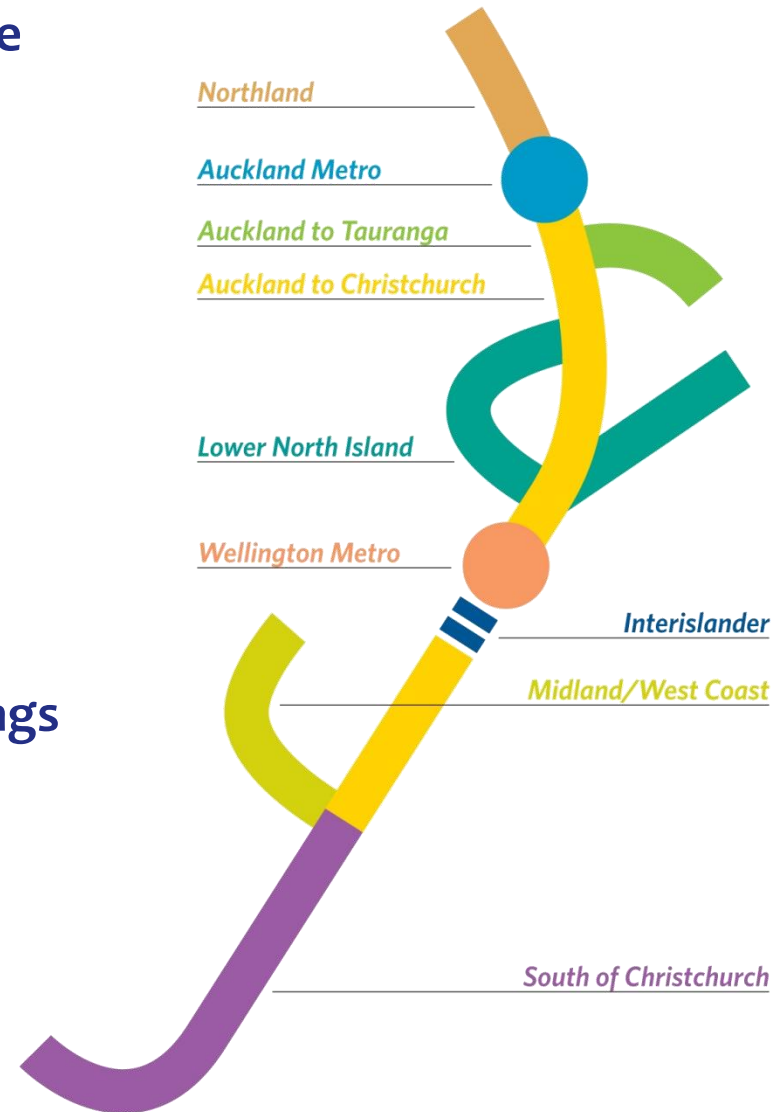 e
Northland
Auckland Metro
Auckland to Tauranga
Auckland to Christchurch
Lower North Island
Wellington Metro
Interislander
Midland/West Coast
ngs
South of Christchurch